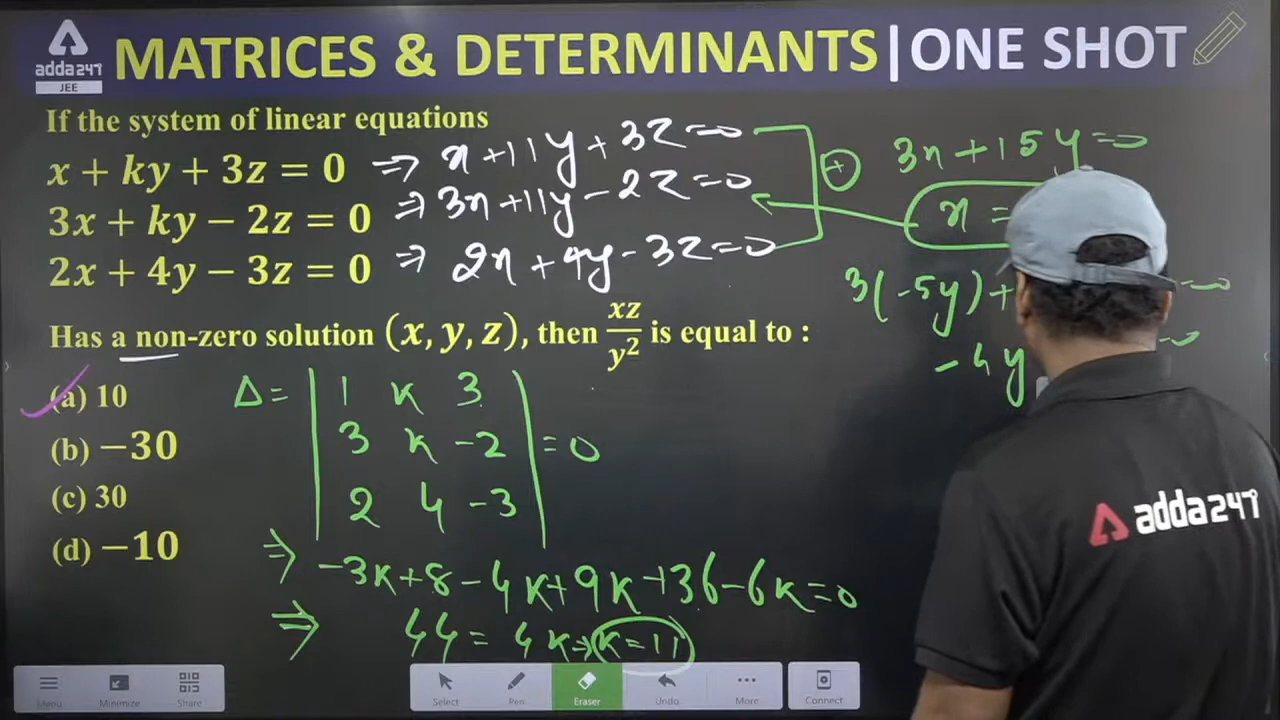 adda247
JEE
MATRICES & DETERMINANTS | ONE SHOT
If the system of linear equations
x + ky + 3z = 0 ⇒ x + 11y + 3z = 0
3x + ky − 2z = 0 ⇒ 3x + 11y − 2z = 0
2x + 4y − 3z = 0 ⇒ 2x + 4y − 3z = 0
+ 3x + 15y = 0
x =
3(-5y) + = 0
- 4y
Has a non-zero solution (x, y, z), then xz/y² is equal to :
(a) 10
(b) −30
(c) 30
(d) −10
Δ = | 1 k 3 |
| 3 k -2 | = 0
| 2 4 -3 |
⇒ -3k + 8 - 4k + 9k + 36 - 6k = 0
⇒ 44 = 4k ⇒ k = 11
adda247
Menu Minimize Share Select Pen Eraser Undo More Connect